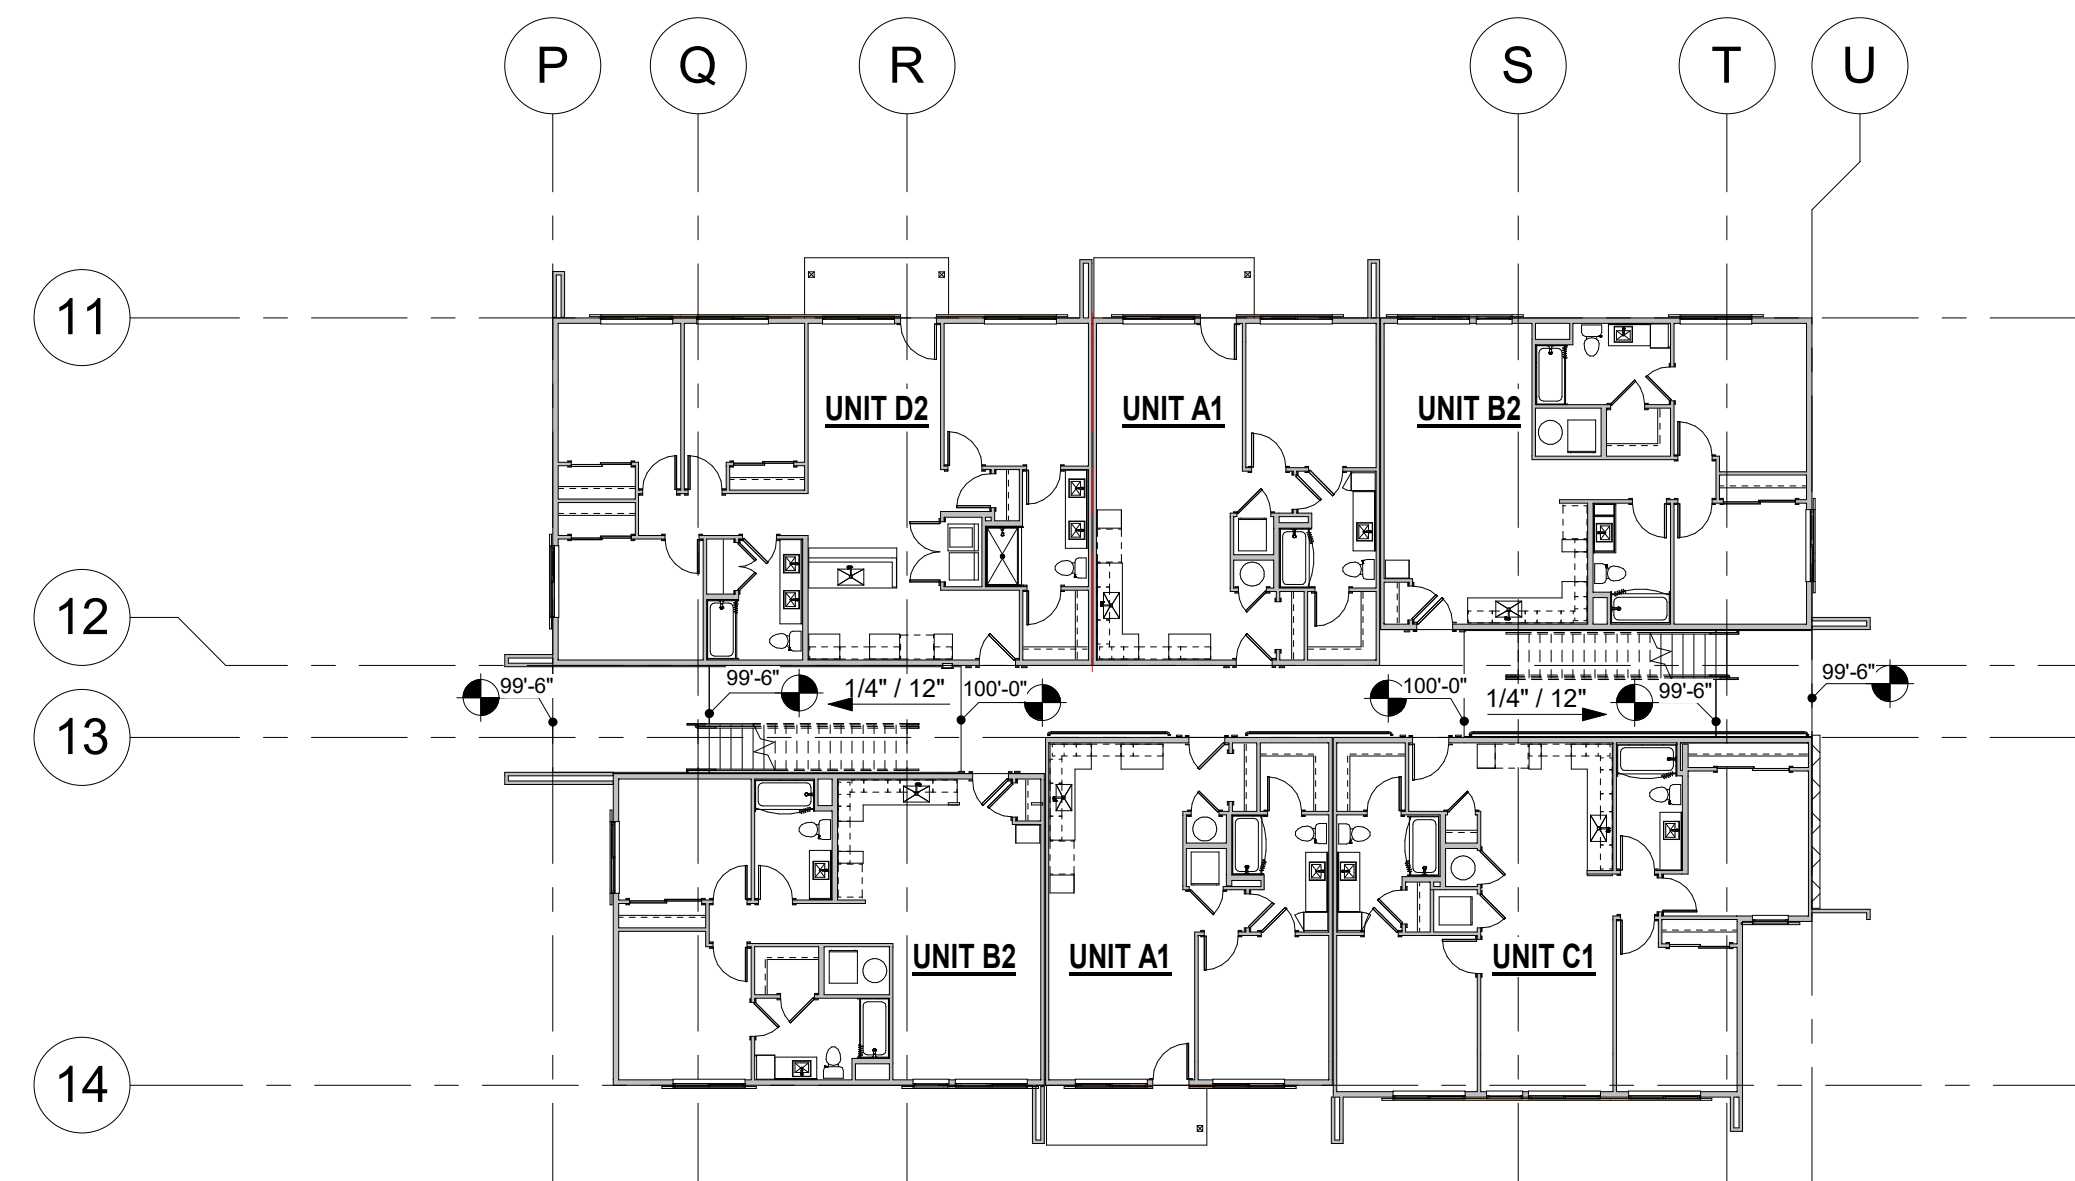 P
Q
R
S
T
U
11
UNIT D2
UNIT A1
UNIT B2
12
99'-6"
99'-6"
1/4" / 12"
100'-0"
100'-0"
1/4" / 12"
99'-6"
99'-6"
13
UNIT B2
UNIT A1
UNIT C1
14